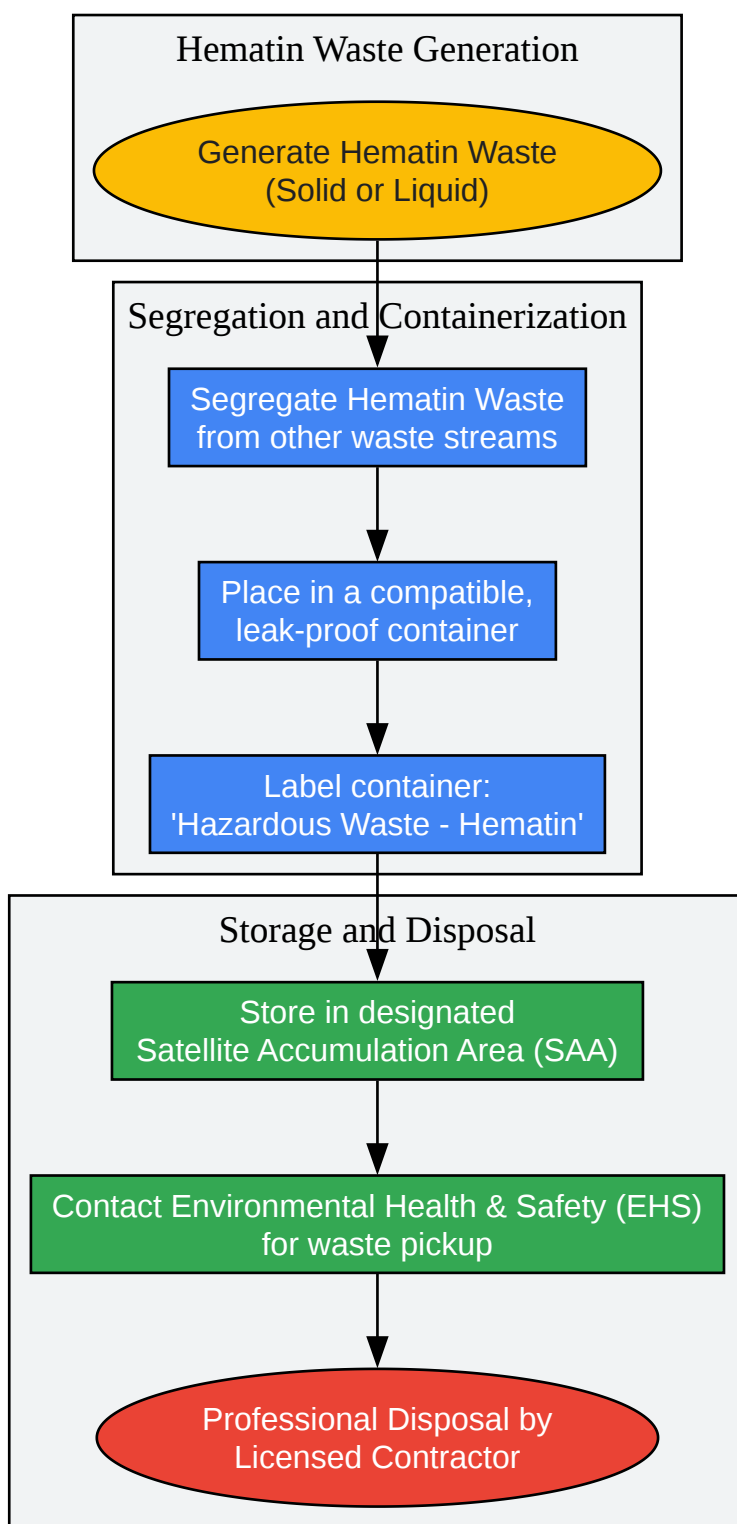 Hematin Waste Generation
Generate Hematin Waste
(Solid or Liquid)
Segregation and Containerization
Segregate Hematin Waste
from other waste streams
Place in a compatible,
leak-proof container
Label container:
'Hazardous Waste - Hematin'
Storage and Disposal
Store in designated
Satellite Accumulation Area (SAA)
Contact Environmental Health & Safety (EHS)
for waste pickup
Professional Disposal by
Licensed Contractor